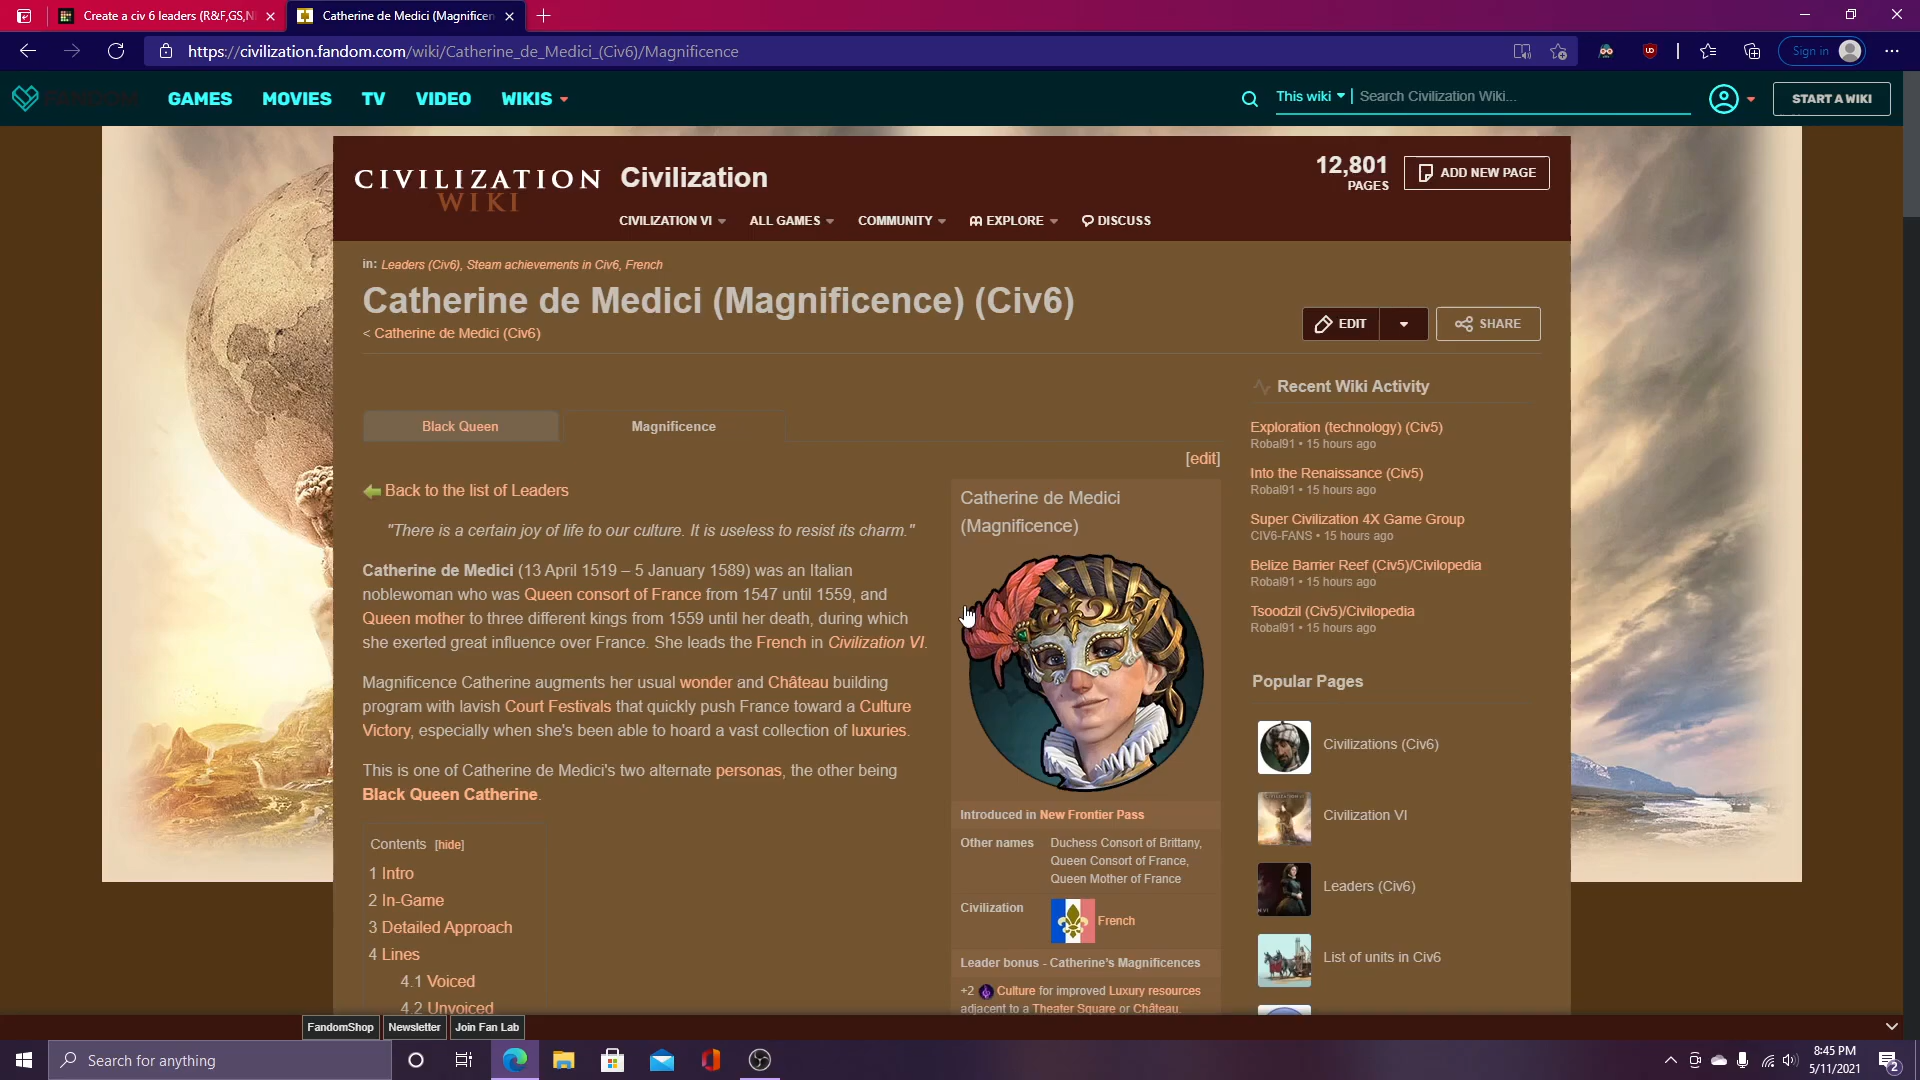 Create a civ 6 leaders (R&F,GS,N
Catherine de Medici (Magnificen
https://civilization.fandom.com/wiki/Catherine_de_Medici_(Civ6)/Magnificence
Sign in
GAMES
MOVIES
TV
VIDEO
WIKIS
This wiki
Search Civilization Wiki...
START A WIKI
CIVILIZATION
WIKI
Civilization
12,801
PAGES
ADD NEW PAGE
CIVILIZATION VI
ALL GAMES
COMMUNITY
EXPLORE
DISCUSS
in: Leaders (Civ6), Steam achievements in Civ6, French
Catherine de Medici (Magnificence) (Civ6)
< Catherine de Medici (Civ6)
EDIT
SHARE
Black Queen
Magnificence
[edit]
Back to the list of Leaders
"There is a certain joy of life to our culture. It is useless to resist its charm."
Catherine de Medici (13 April 1519 – 5 January 1589) was an Italian
noblewoman who was Queen consort of France from 1547 until 1559, and
Queen mother to three different kings from 1559 until her death, during which
she exerted great influence over France. She leads the French in Civilization VI.
Magnificence Catherine augments her usual wonder and Château building
program with lavish Court Festivals that quickly push France toward a Culture
Victory, especially when she's been able to hoard a vast collection of luxuries.
This is one of Catherine de Medici's two alternate personas, the other being
Black Queen Catherine.
Contents [hide]
1 Intro
2 In-Game
3 Detailed Approach
4 Lines
4.1 Voiced
4.2 Unvoiced
Catherine de Medici
(Magnificence)
Introduced in New Frontier Pass
Other names
Duchess Consort of Brittany,
Queen Consort of France,
Queen Mother of France
Civilization
French
Leader bonus - Catherine's Magnificences
+2 Culture for improved Luxury resources
adjacent to a Theater Square or Château.
Recent Wiki Activity
Exploration (technology) (Civ5)
Robal91 • 15 hours ago
Into the Renaissance (Civ5)
Robal91 • 15 hours ago
Super Civilization 4X Game Group
CIV6-FANS • 15 hours ago
Belize Barrier Reef (Civ5)/Civilopedia
Robal91 • 15 hours ago
Tsoodzil (Civ5)/Civilopedia
Robal91 • 15 hours ago
Popular Pages
Civilizations (Civ6)
Civilization VI
Leaders (Civ6)
List of units in Civ6
FandomShop
Newsletter
Join Fan Lab
Search for anything
8:45 PM
5/11/2021
2